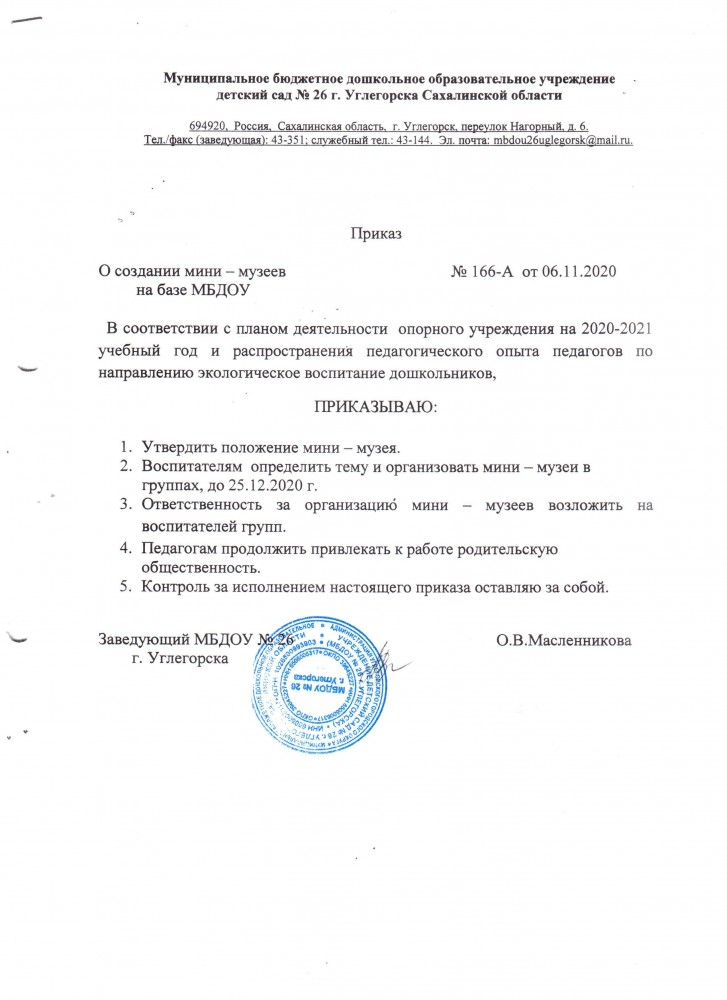 Муниципальное бюджетное дошкольное образовательное учреждение
детский сад № 26 г. Углегорска Сахалинской области
694920, Россия, Сахалинская область, г. Углегорск, переулок Нагорный, д. 6.
Тел./факс (заведующая): 43-351; служебный тел.: 43-144. Эл. почта: mbdou26uglegorsk@mail.ru.
Приказ
О создании мини – музеев № 166-А от 06.11.2020
на базе МБДОУ
В соответствии с планом деятельности опорного учреждения на 2020-2021
учебный год и распространения педагогического опыта педагогов по
направлению экологическое воспитание дошкольников,
ПРИКАЗЫВАЮ:
1. Утвердить положение мини – музея.
2. Воспитателям определить тему и организовать мини – музеи в
группах, до 25.12.2020 г.
3. Ответственность за организацию мини – музеев возложить на
воспитателей групп.
4. Педагогам продолжить привлекать к работе родительскую
общественность.
5. Контроль за исполнением настоящего приказа оставляю за собой.
Заведующий МБДОУ № 26 О.В.Масленникова
г. Углегорска
МБДОУ № 26
г. Углегорска